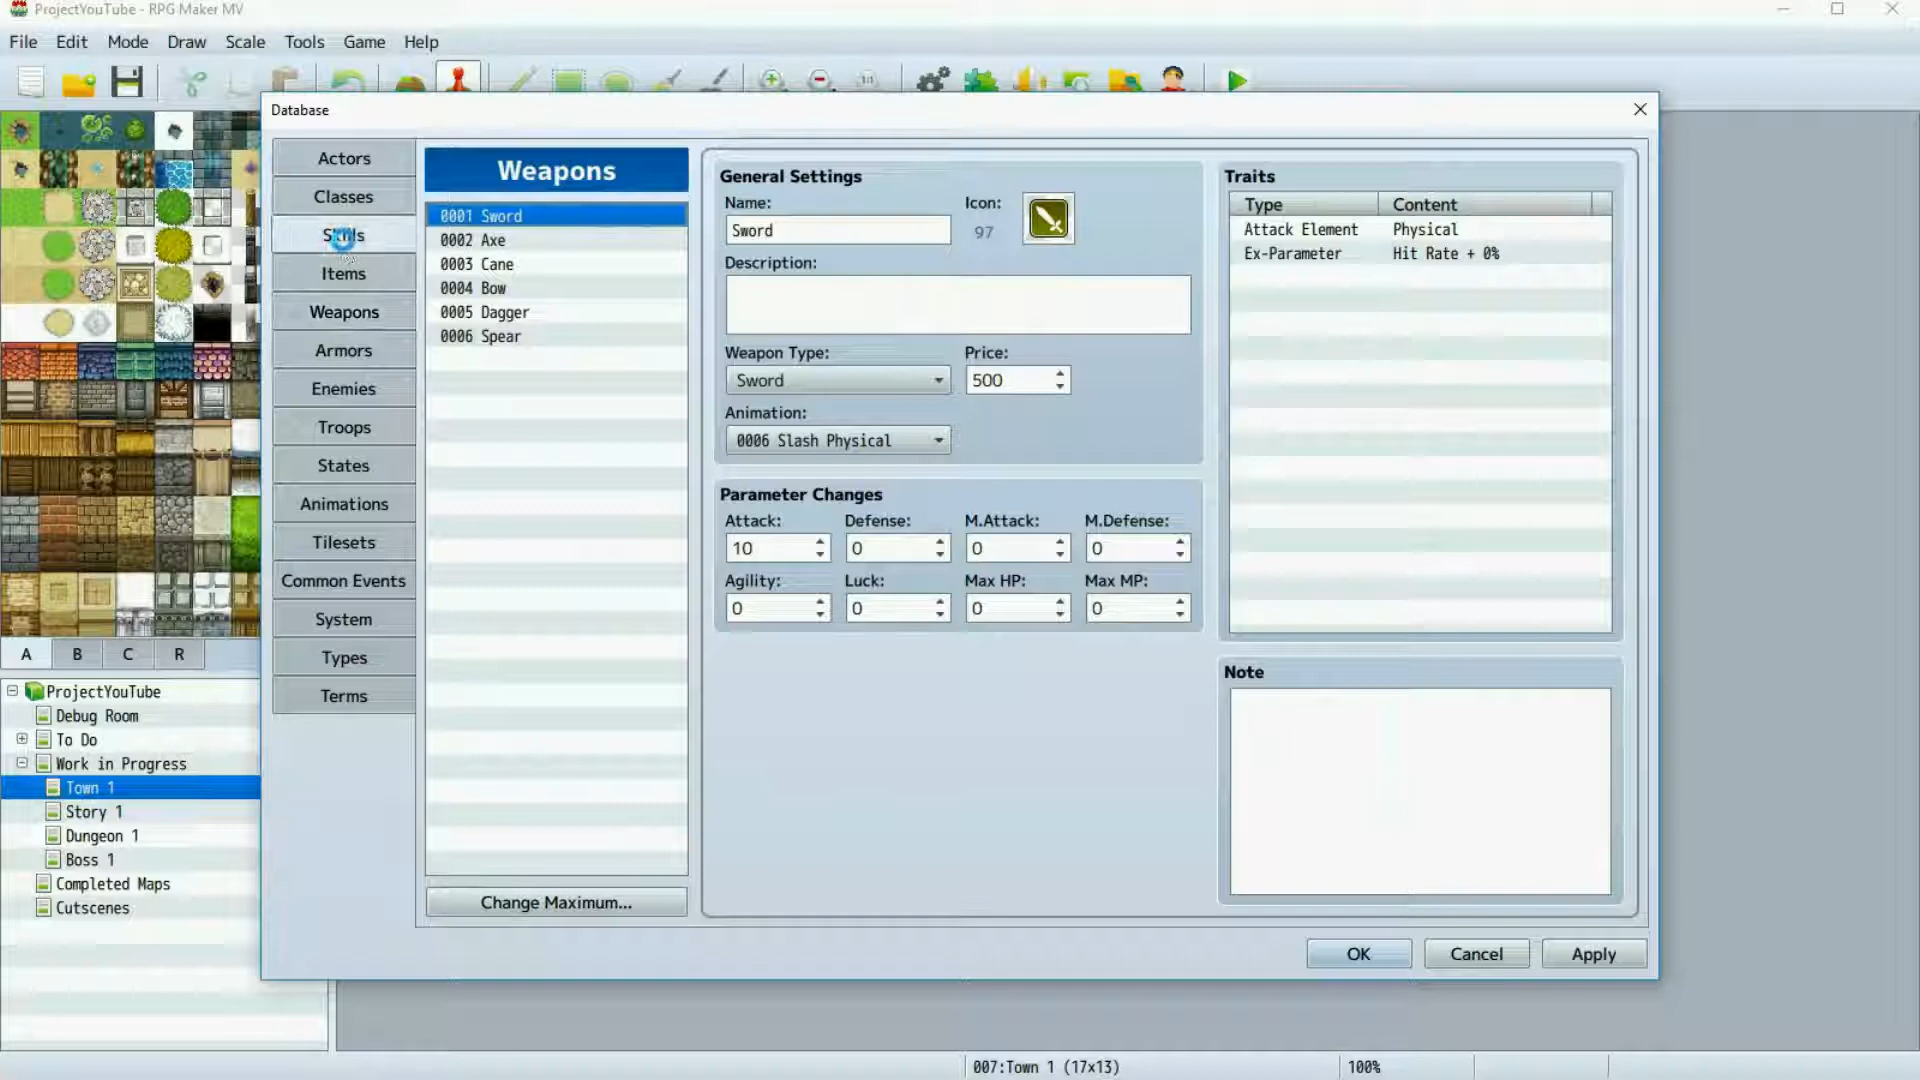 ProjectYouTube - RPG Maker MV
File Edit Mode Draw Scale Tools Game Help
Database
Actors
Classes
Skills
Items
Weapons
Armors
Enemies
Troops
States
Animations
Tilesets
Common Events
System
Types
Terms
Weapons
0001 Sword
0002 Axe
0003 Cane
0004 Bow
0005 Dagger
0006 Spear
Change Maximum...
General Settings
Name: Icon:
Sword 97
Description:
Weapon Type: Price:
Sword 500
Animation:
0006 Slash Physical
Parameter Changes
Attack: Defense: M.Attack: M.Defense:
10 0 0 0
Agility: Luck: Max HP: Max MP:
0 0 0 0
Traits
Type Content
Attack Element Physical
Ex-Parameter Hit Rate + 0%
Note
OK Cancel Apply
A B C R
ProjectYouTube
Debug Room
To Do
Work in Progress
Town 1
Story 1
Dungeon 1
Boss 1
Completed Maps
Cutscenes
007:Town 1 (17x13) 100%